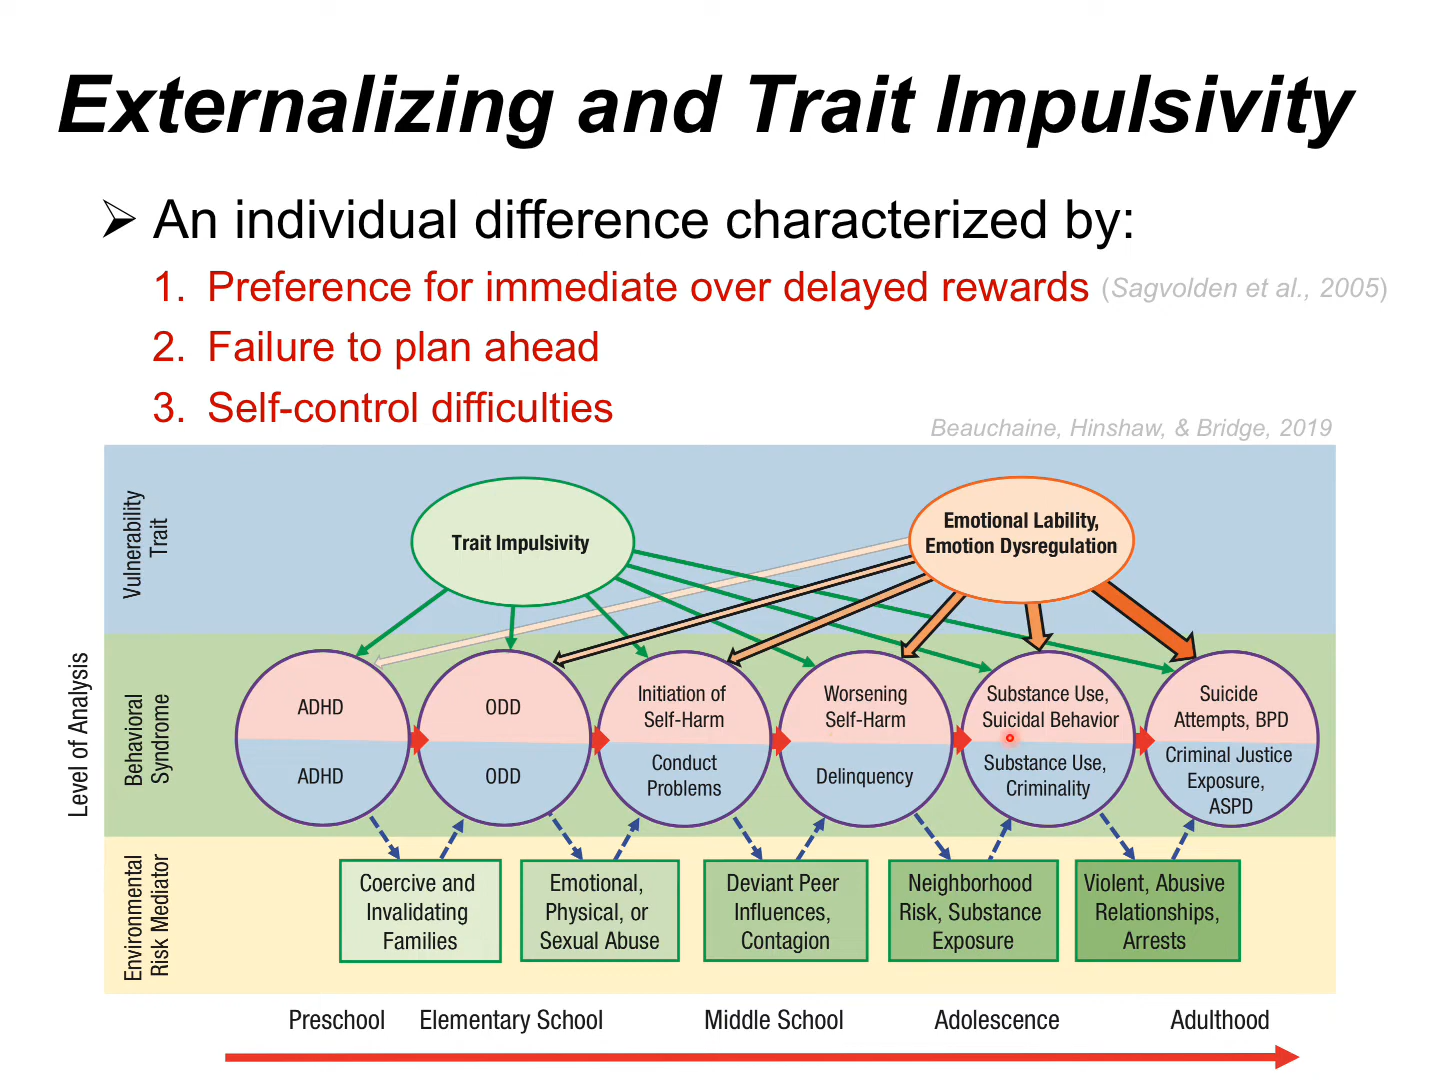 Externalizing and Trait Impulsivity
➢ An individual difference characterized by:
1. Preference for immediate over delayed rewards (Sagvolden et al., 2005)
2. Failure to plan ahead
3. Self-control difficulties
Beauchaine, Hinshaw, & Bridge, 2019
Level of Analysis
Vulnerability
Trait
Trait Impulsivity
Emotional Lability,
Emotion Dysregulation
Behavioral
Syndrome
ADHD
ADHD
ODD
ODD
Initiation of
Self-Harm
Conduct
Problems
Worsening
Self-Harm
Delinquency
Substance Use,
Suicidal Behavior
Substance Use,
Criminality
Suicide
Attempts, BPD
Criminal Justice
Exposure,
ASPD
Environmental
Risk Mediator
Coercive and
Invalidating
Families
Emotional,
Physical, or
Sexual Abuse
Deviant Peer
Influences,
Contagion
Neighborhood
Risk, Substance
Exposure
Violent, Abusive
Relationships,
Arrests
Preschool
Elementary School
Middle School
Adolescence
Adulthood